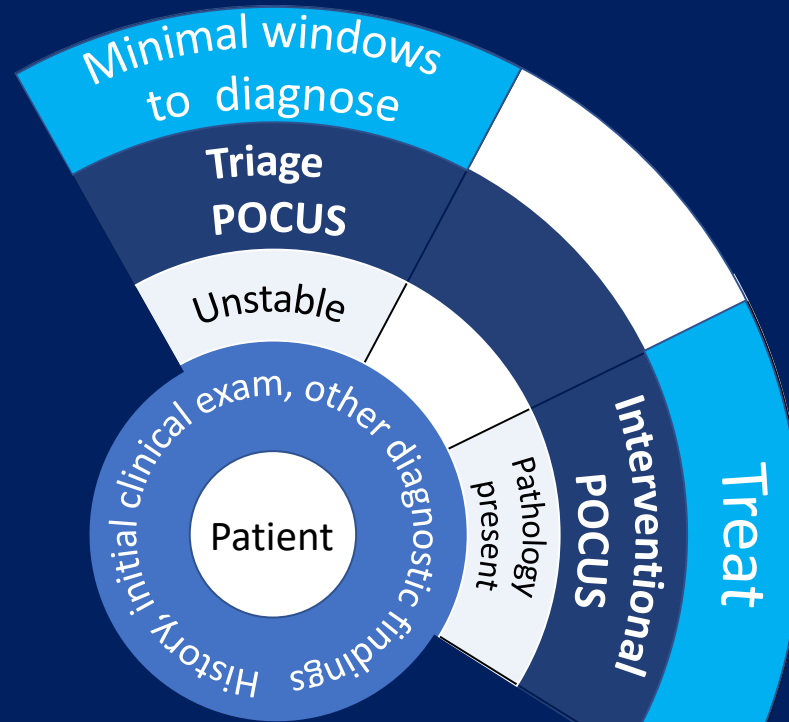 Minimal windows
to diagnose
Triage
POCUS
Unstable
History, initial clinical exam, other diagnostic findings
Patient
Pathology
present
Interventional
POCUS
Treat